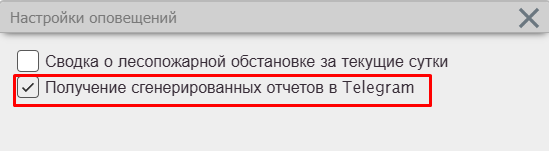 Настройки оповещений
Сводка о лесопожарной обстановке за текущие сутки
Получение сгенерированных отчетов в Telegram